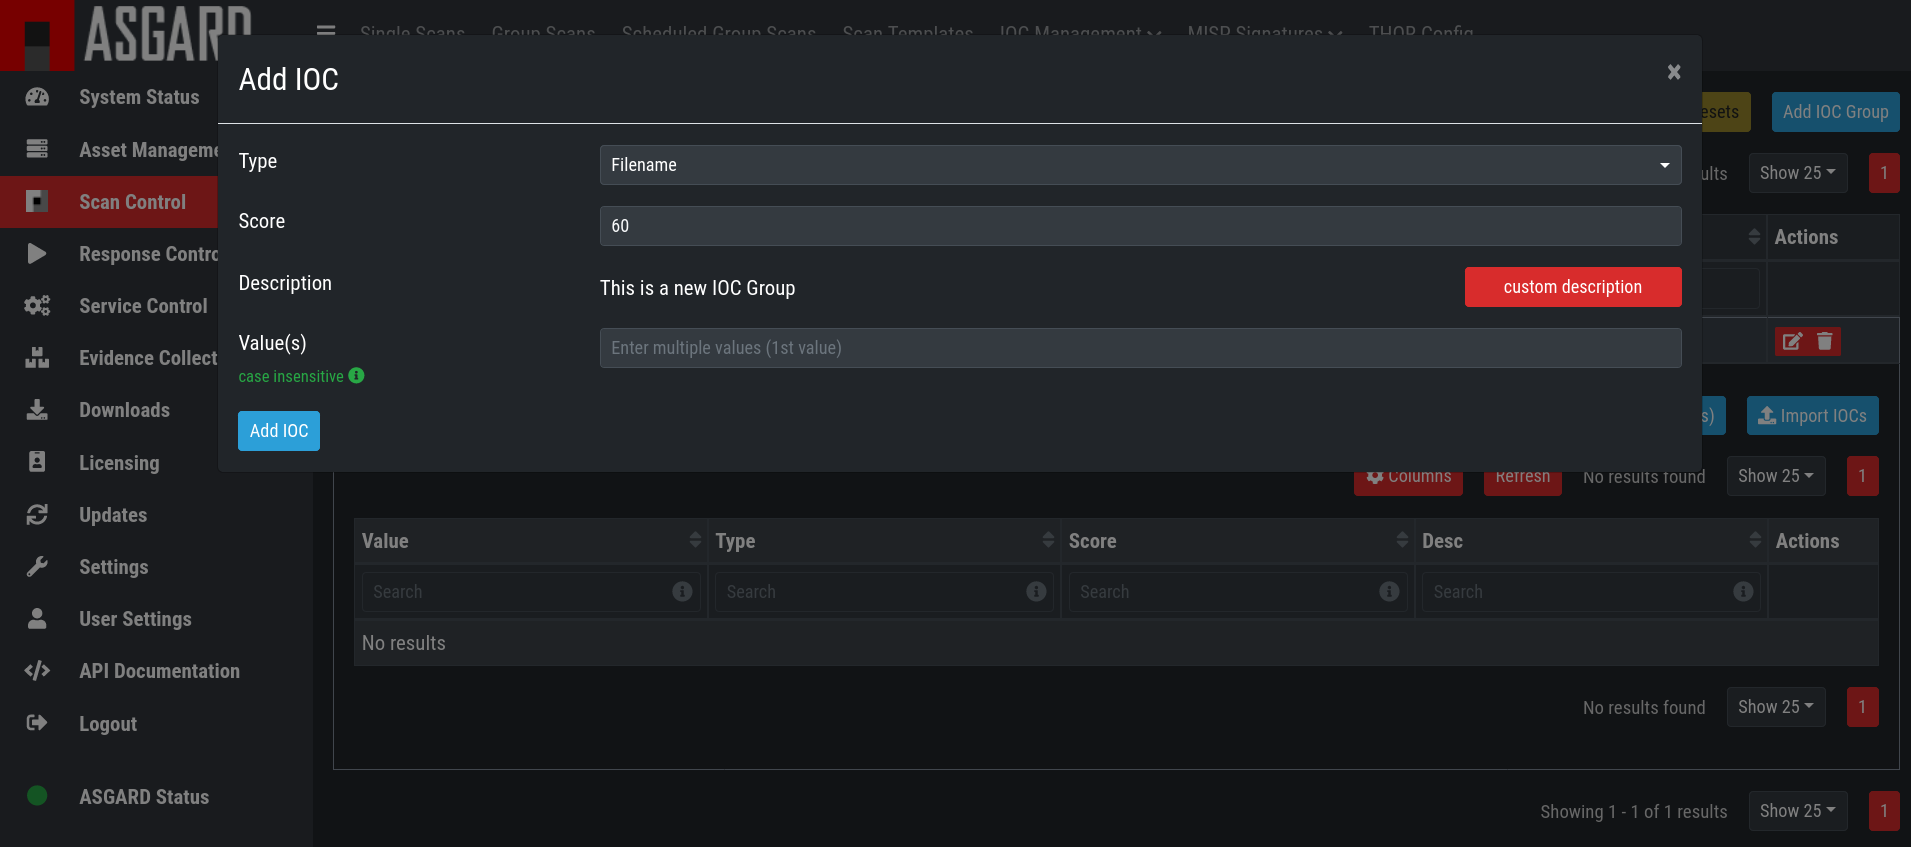 ASGARD
Single Scans Group Scans Scheduled Group Scans Scan Templates IOC Management MISP Signatures THOR Config
Add IOC
×
System Status
Asset Manageme
Scan Control
Response Contro
Service Control
Evidence Collect
Downloads
Licensing
Updates
Settings
User Settings
API Documentation
Logout
ASGARD Status
esets Add IOC Group
ults Show 25 1
Actions
Type Filename
Score 60
Description This is a new IOC Group custom description
Value(s) Enter multiple values (1st value)
case insensitive
Add IOC
s) Import IOCs
Columns Refresh No results found Show 25 1
Value Type Score Desc Actions
Search Search Search Search
No results
No results found Show 25 1
Showing 1 - 1 of 1 results Show 25 1